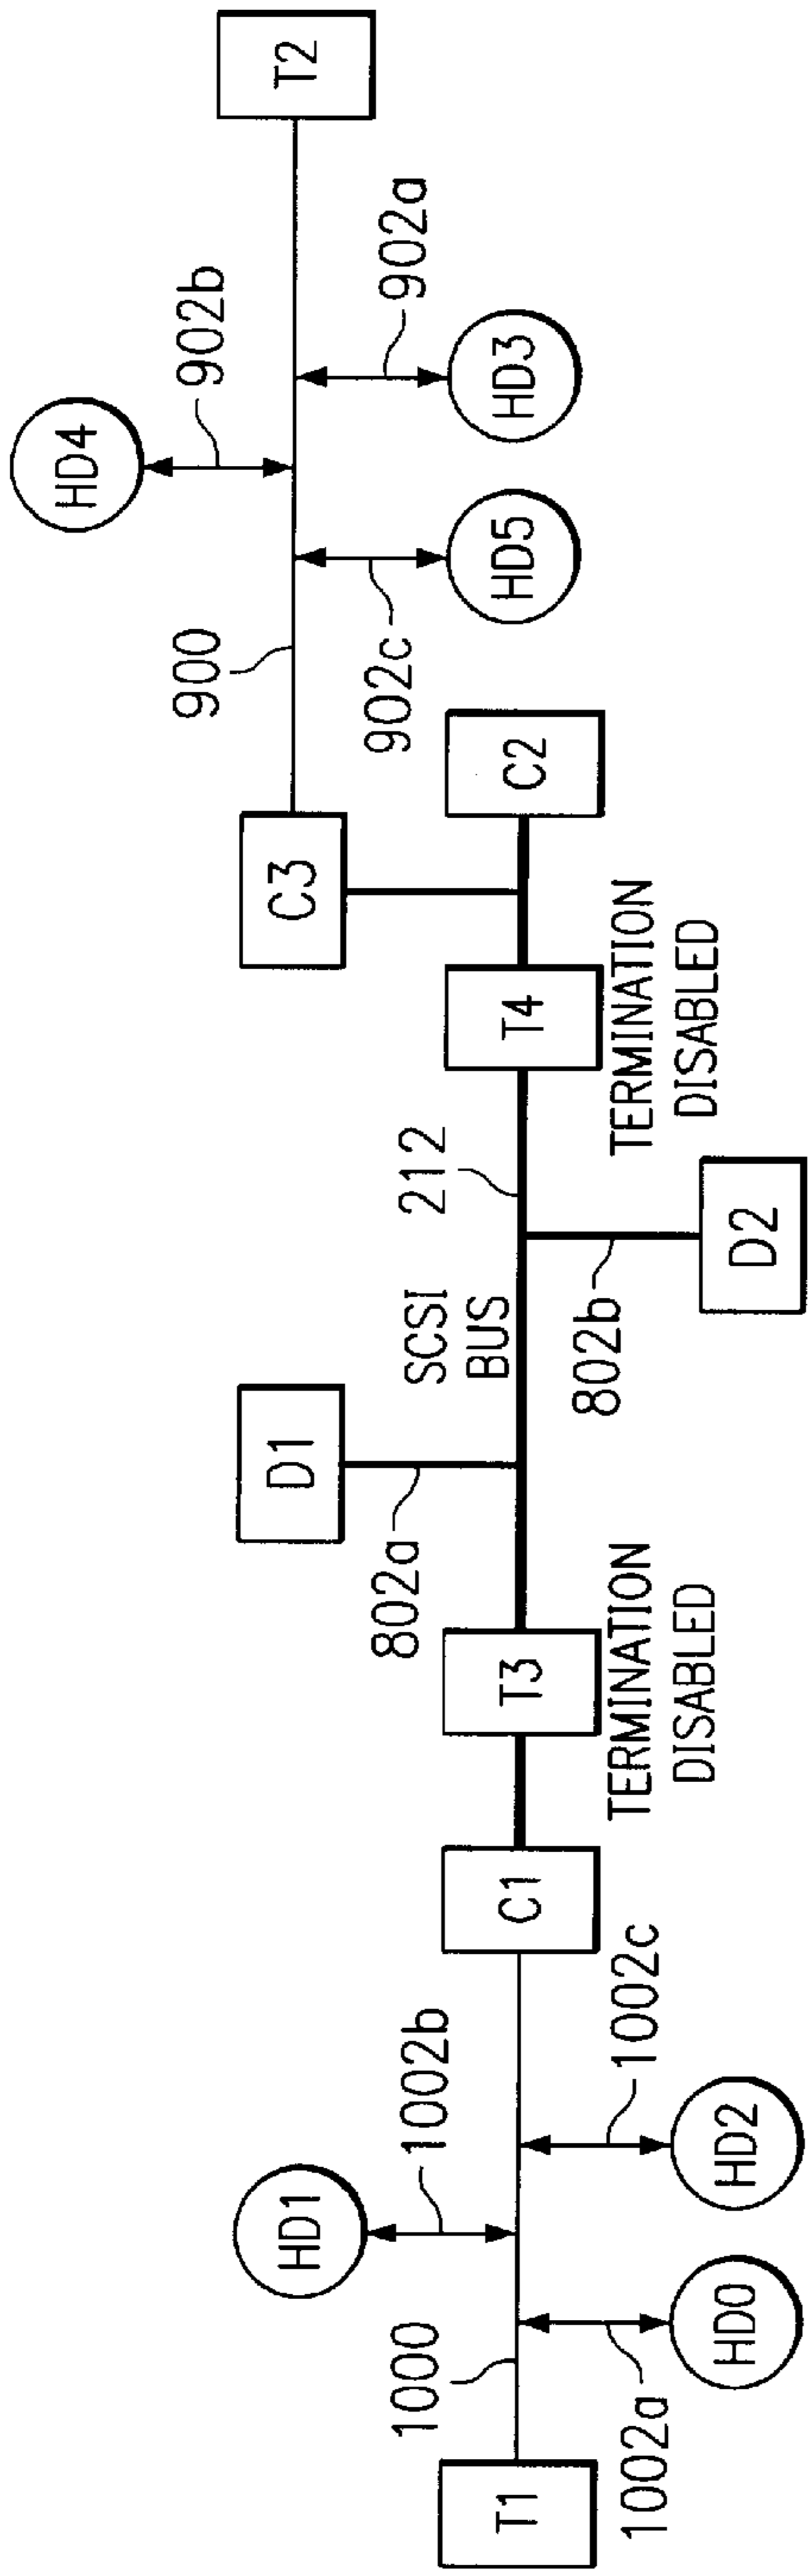 T1
1000
1002a
HD0
HD1
1002b
HD2
1002c
C1
T3
TERMINATION
DISABLED
802a
D1
SCSI
BUS
212
802b
D2
T4
TERMINATION
DISABLED
C3
C2
900
902c
HD5
HD4
902b
HD3
902a
T2